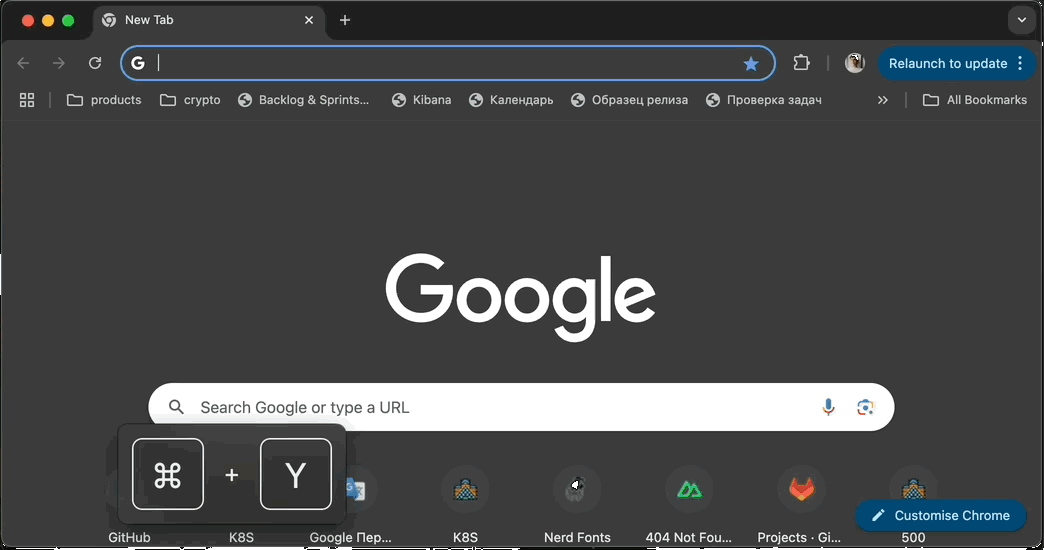 New Tab
G
Relaunch to update
products
crypto
Backlog & Sprints...
Kibana
Календарь
Образец релиза
Проверка задач
All Bookmarks
Google
Search Google or type a URL
⌘ + Y
GitHub
K8S
Google Пер...
K8S
Nerd Fonts
404 Not Fou...
Projects · Gi...
500
Customise Chrome